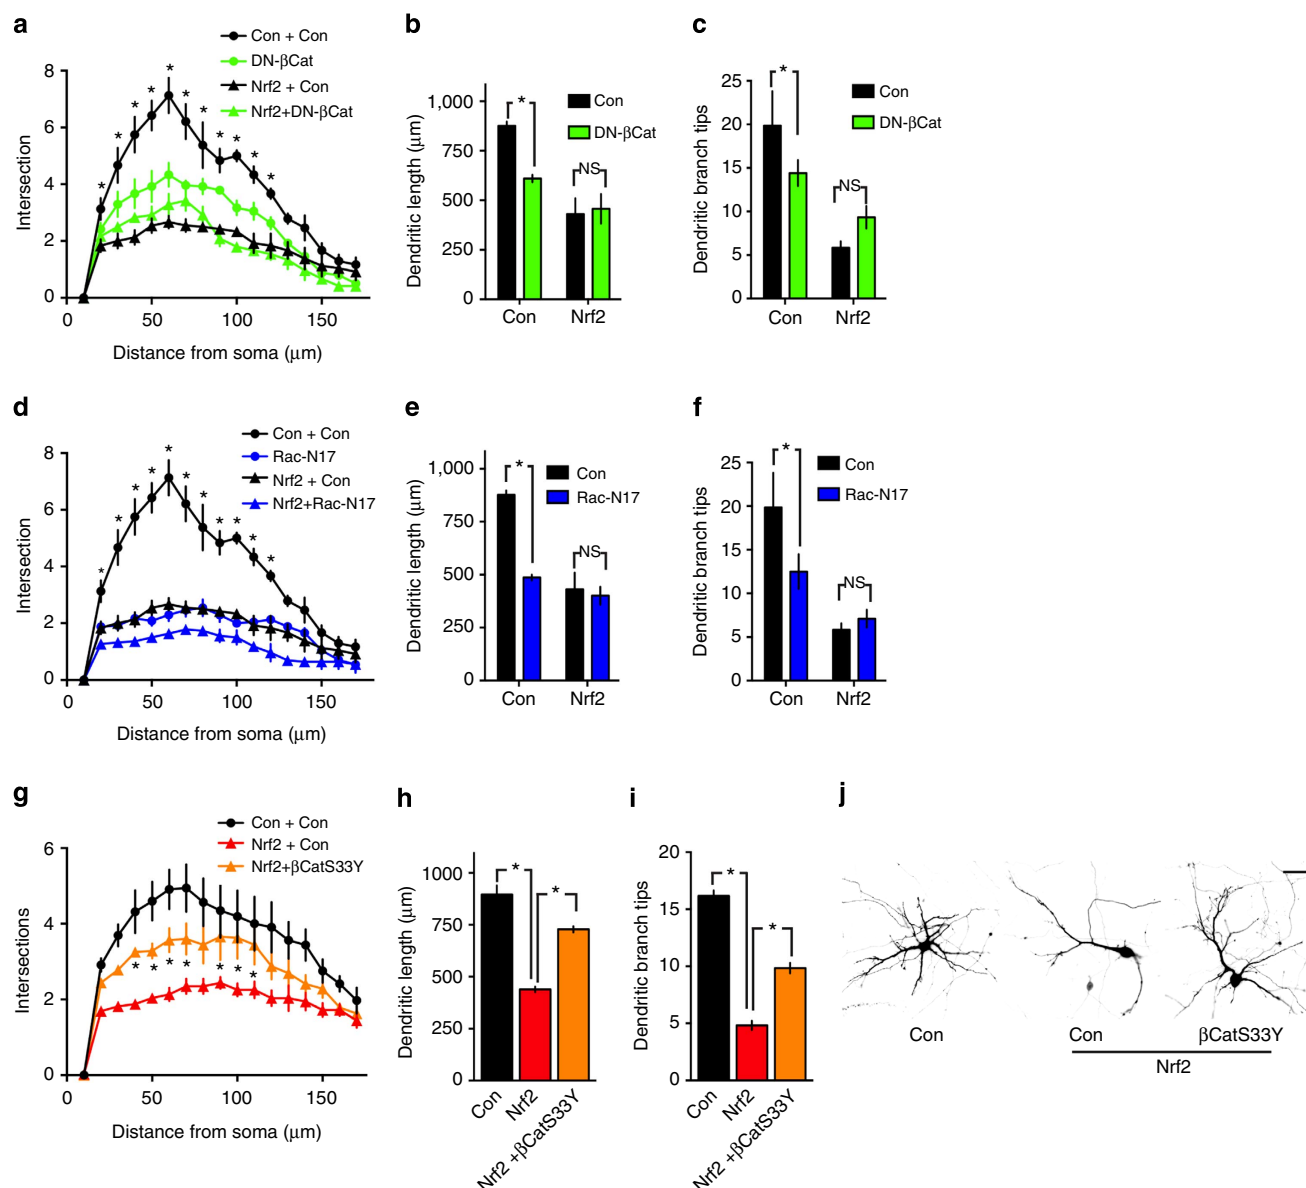 a
Con + Con
DN-βCat
Nrf2 + Con
Nrf2+DN-βCat
8
6
4
2
0
Intersection
* * * * * * * * * * *
0 50 100 150
Distance from soma (μm)
b
Con
DN-βCat
1,000
750
500
250
0
Dendritic length (μm)
*
NS
Con Nrf2
c
Con
DN-βCat
25
20
15
10
5
0
Dendritic branch tips
*
NS
Con Nrf2
d
Con + Con
Rac-N17
Nrf2 + Con
Nrf2+Rac-N17
8
6
4
2
0
Intersection
* * * * * * * * * * *
0 50 100 150
Distance from soma (μm)
e
Con
Rac-N17
1,000
750
500
250
0
Dendritic length (μm)
*
NS
Con Nrf2
f
Con
Rac-N17
25
20
15
10
5
0
Dendritic branch tips
*
NS
Con Nrf2
g
Con + Con
Nrf2 + Con
Nrf2+βCatS33Y
6
4
2
0
Intersections
* * * * * * *
0 50 100 150
Distance from soma (μm)
h
1000
750
500
250
0
Dendritic length (μm)
* *
Con
Nrf2
Nrf2 +βCatS33Y
i
20
15
10
5
0
Dendritic branch tips
* *
Con
Nrf2
Nrf2 +βCatS33Y
j
Con Con βCatS33Y
Nrf2